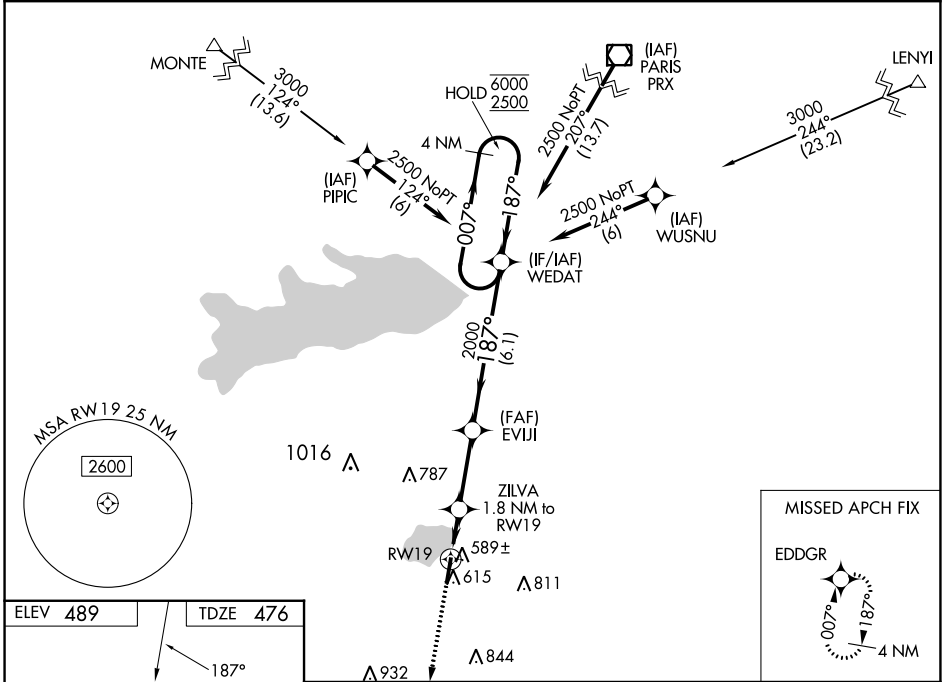 MONTE
3000
124°
(13.6)
(IAF)
PIPIC
2500 NoPT
124°
(6)
HOLD
6000
2500
4 NM
007°
187°
(IAF)
PARIS
PRX
2500 NoPT
207°
(13.7)
LENYI
3000
244°
(23.2)
2500 NoPT
244°
(6)
(IAF)
WUSNU
(IF/IAF)
WEDAT
2000
187°
(6.1)
(FAF)
EVIJI
1016
787
ZILVA
1.8 NM to
RW19
RW19
589±
615
811
844
932
MSA RW19 25 NM
2600
ELEV 489
TDZE 476
187°
MISSED APCH FIX
EDDGR
007°
187°
4 NM